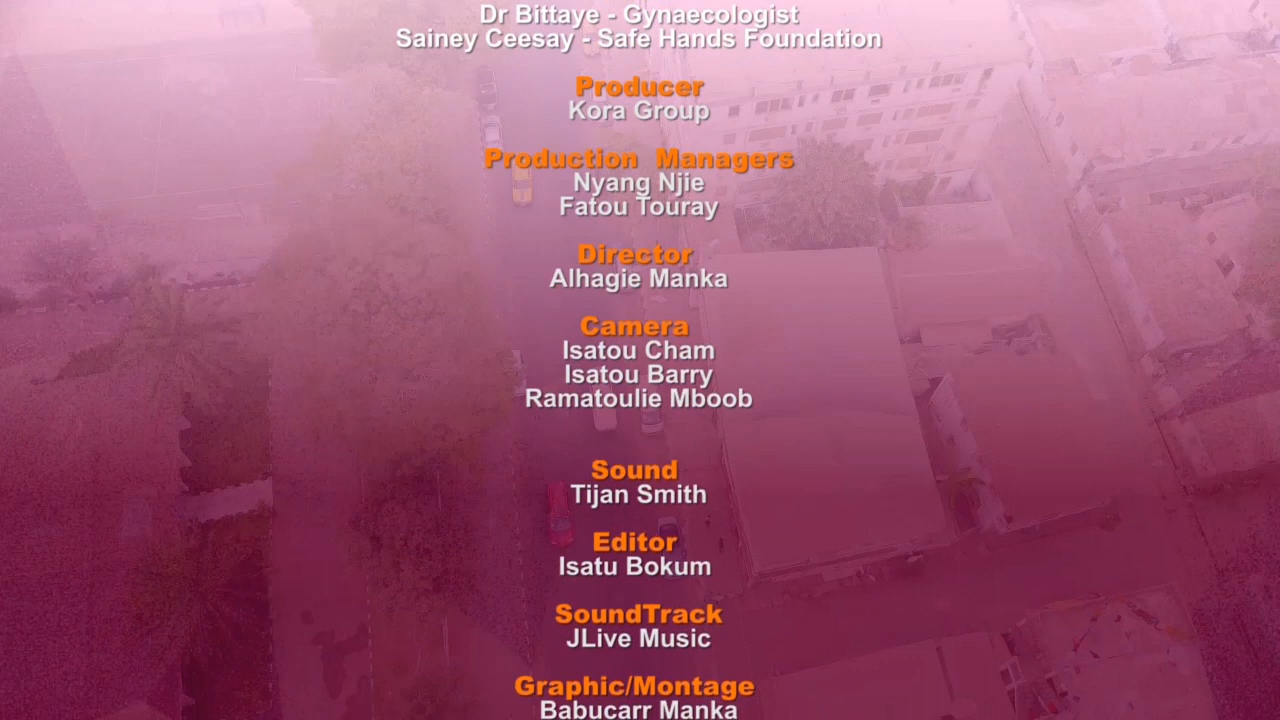 Dr Bittaye - Gynaecologist
Sainey Ceesay - Safe Hands Foundation
Producer
Kora Group
Production Managers
Nyang Njie
Fatou Touray
Director
Alhagie Manka
Camera
Isatou Cham
Isatou Barry
Ramatoulie Mboob
Sound
Tijan Smith
Editor
Isatu Bokum
SoundTrack
JLive Music
Graphic/Montage
Babucarr Manka